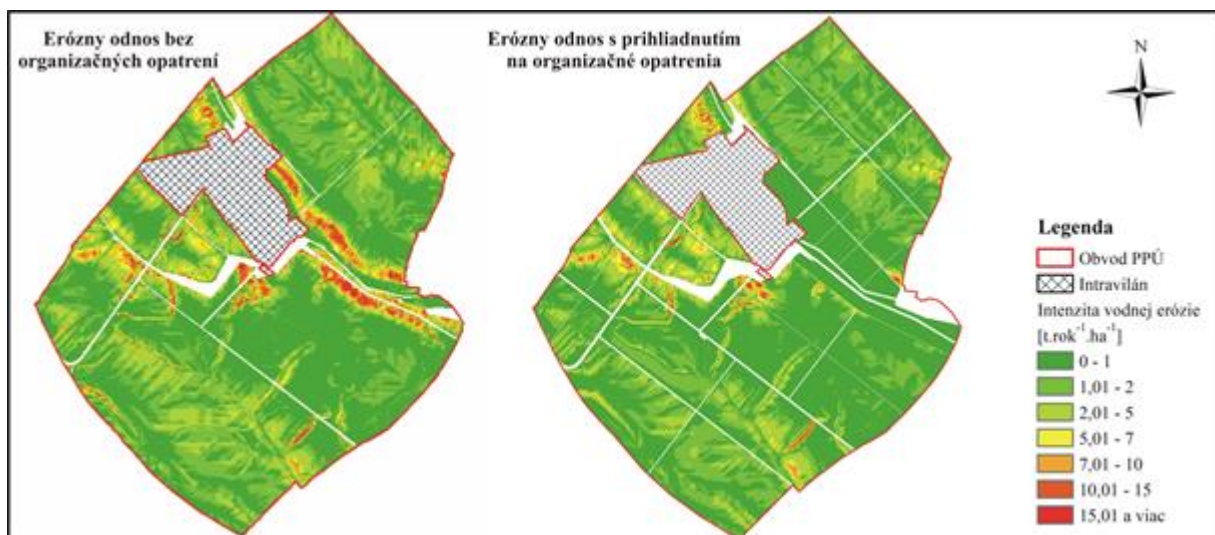 Erózny odnos bez
organizačných opatrení
Erózny odnos s prihliadnutím
na organizačné opatrenia
N
Legenda
Obvod PPÚ
Intravilán
Intenzita vodnej erózie
[t.rok⁻¹.ha⁻¹]
0 - 1
1,01 - 2
2,01 - 5
5,01 - 7
7,01 - 10
10,01 - 15
15,01 a viac